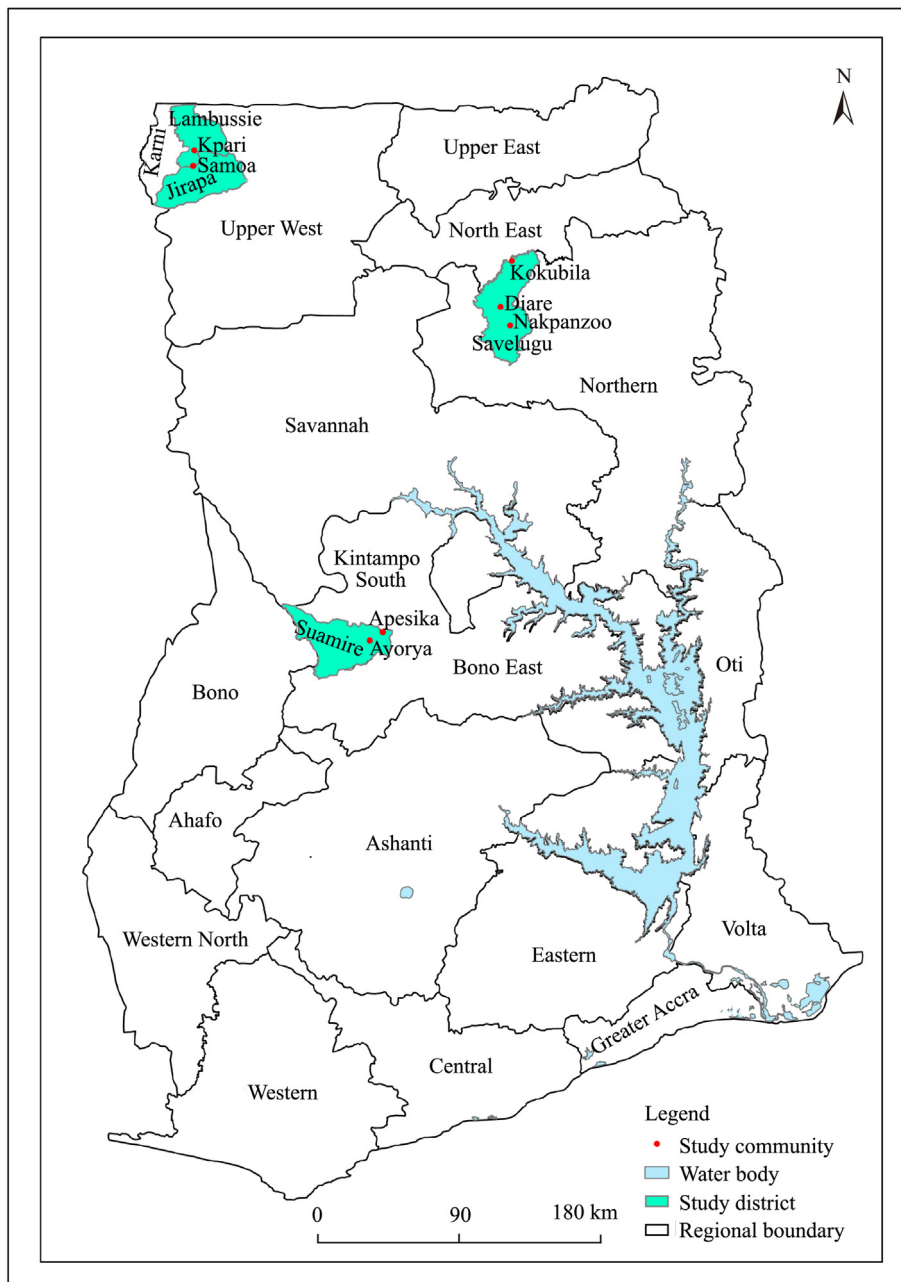 N
Lambussie
Karni
Kpari
Samoa
Jirapa
Upper East
Upper West
North East
Kokubila
Diare
Nakpanzoo
Savelugu
Northern
Savannah
Kintampo
South
Apesika
Suamire
Ayorya
Bono East
Oti
Bono
Ahafo
Ashanti
Western North
Eastern
Volta
Greater Accra
Central
Western
Legend
Study community
Water body
Study district
Regional boundary
0 90 180 km